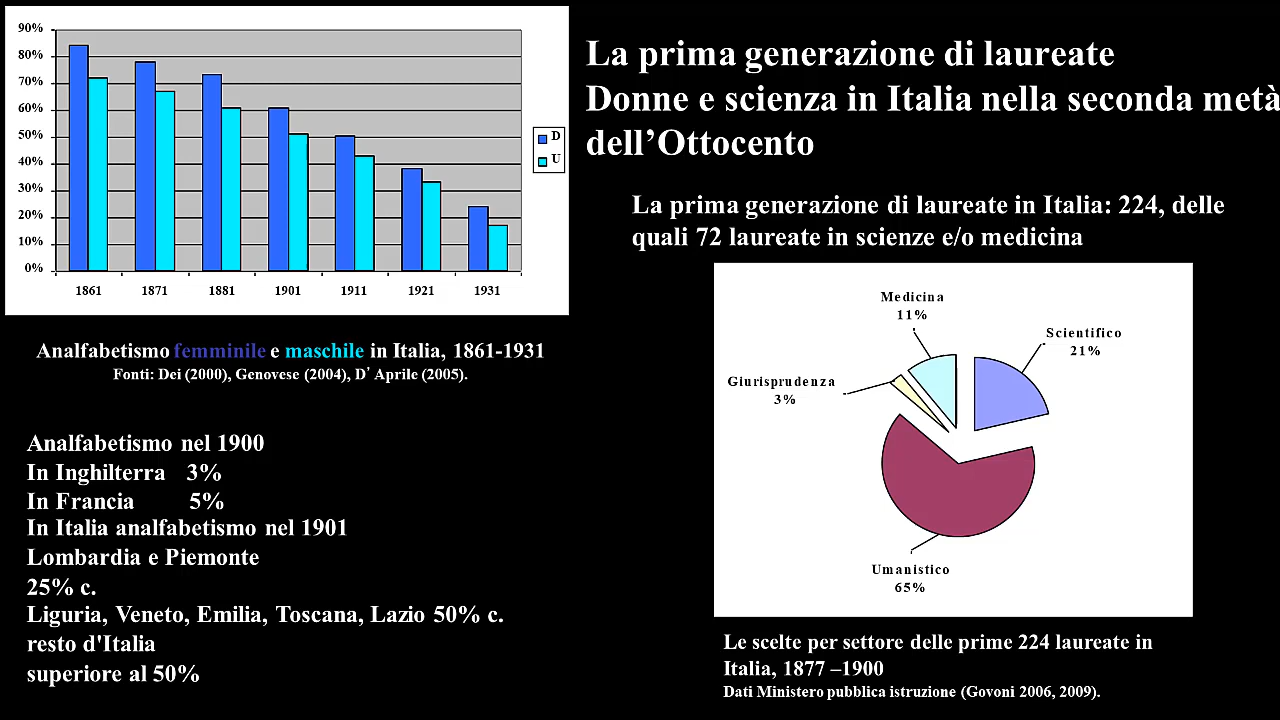 90%
80%
70%
60%
50%
40%
30%
20%
10%
0%
1861 1871 1881 1901 1911 1921 1931
D
U
Analfabetismo femminile e maschile in Italia, 1861-1931
Fonti: Dei (2000), Genovese (2004), D’ Aprile (2005).
Analfabetismo nel 1900
In Inghilterra 3%
In Francia 5%
In Italia analfabetismo nel 1901
Lombardia e Piemonte
25% c.
Liguria, Veneto, Emilia, Toscana, Lazio 50% c.
resto d'Italia
superiore al 50%
La prima generazione di laureate
Donne e scienza in Italia nella seconda metà
dell’Ottocento
La prima generazione di laureate in Italia: 224, delle
quali 72 laureate in scienze e/o medicina
Medicina
11%
Scientifico
21%
Giurisprudenza
3%
Umanistico
65%
Le scelte per settore delle prime 224 laureate in
Italia, 1877 –1900
Dati Ministero pubblica istruzione (Govoni 2006, 2009).